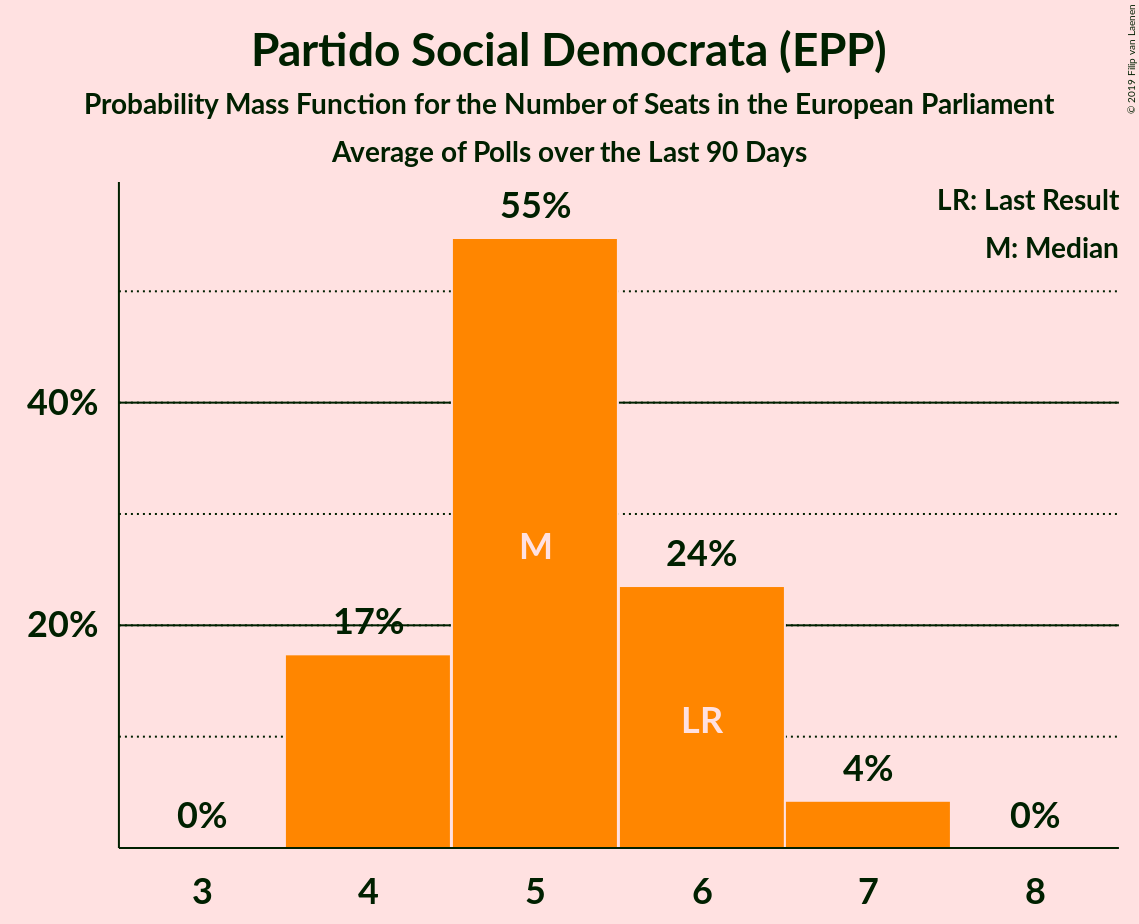 Partido Social Democrata (EPP)
Probability Mass Function for the Number of Seats in the European Parliament
Average of Polls over the Last 90 Days
© 2019 Filip van Laenen
LR: Last Result
M: Median
55%
40%
M
24%
17%
20%
LR
4%
0%
0%
3 4 5 6 7 8